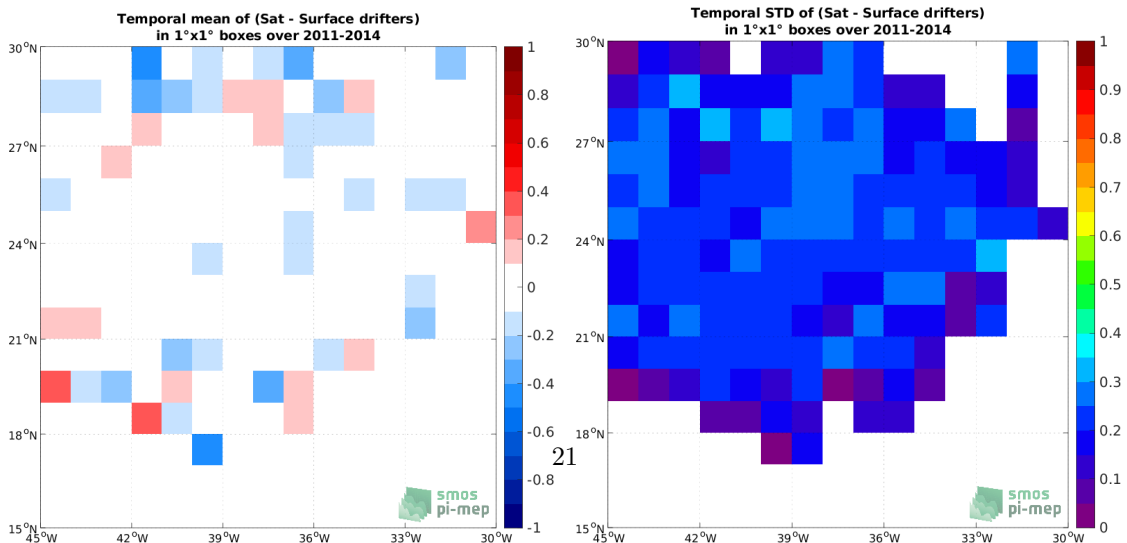 Temporal mean of (Sat - Surface drifters)
in 1°x1° boxes over 2011-2014
30°N
27°N
24°N
21°N
18°N
15°N
45°W
42°W
39°W
36°W
33°W
30°W
1
0.8
0.6
0.4
0.2
0
-0.2
-0.4
-0.6
-0.8
-1
smos
pi-mep
Temporal STD of (Sat - Surface drifters)
in 1°x1° boxes over 2011-2014
30°N
27°N
24°N
21°N
18°N
15°N
45°W
42°W
39°W
36°W
33°W
30°W
1
0.9
0.8
0.7
0.6
0.5
0.4
0.3
0.2
0.1
0
smos
pi-mep
21